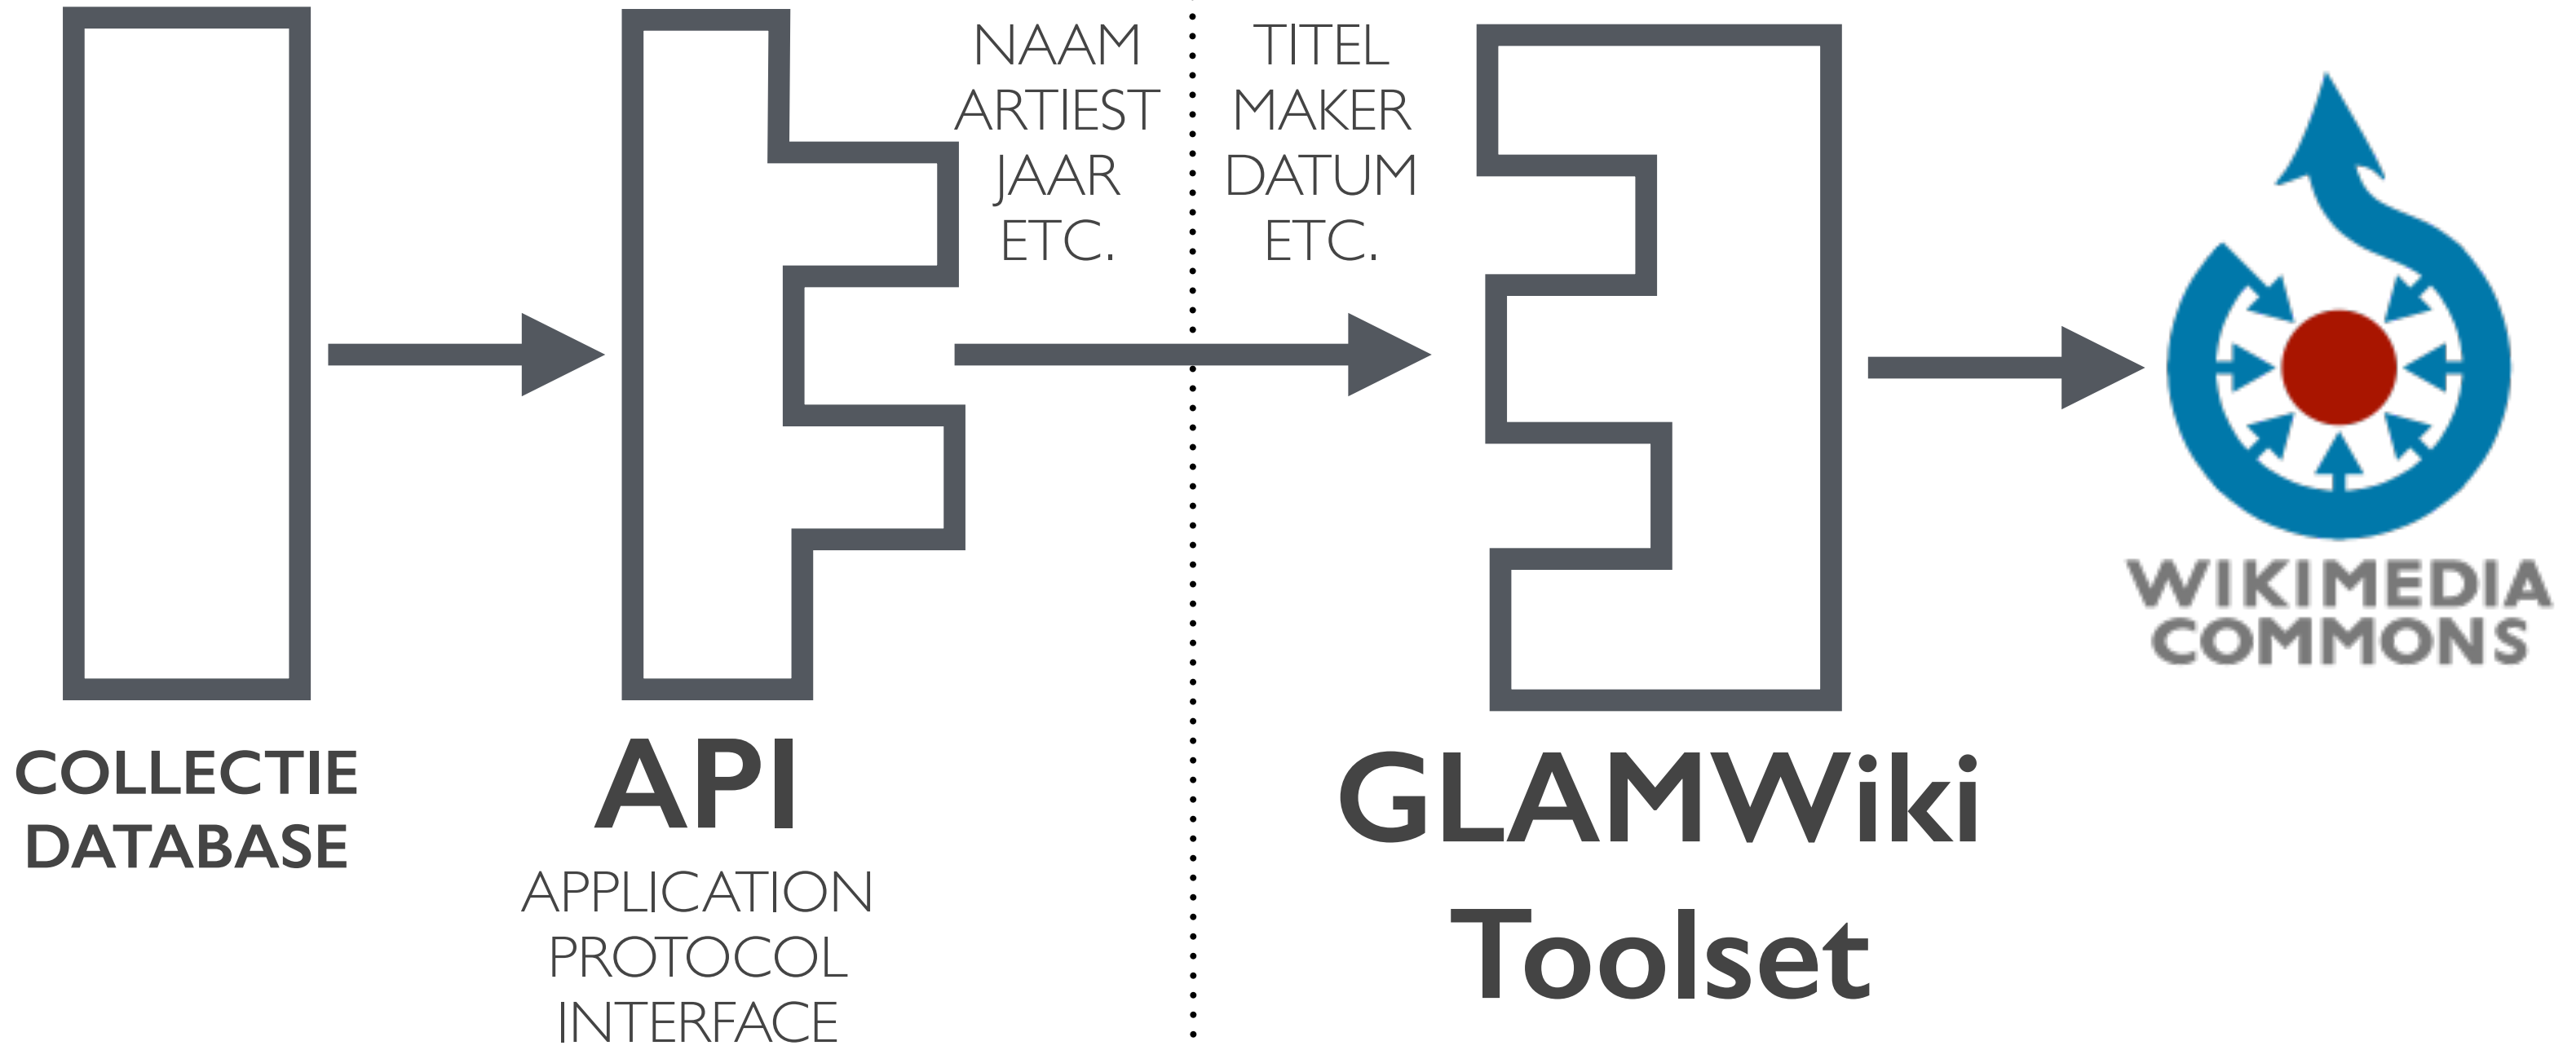 NAAM
ARTIEST
JAAR
ETC.
TITEL
MAKER
DATUM
ETC.
WIKIMEDIA
COMMONS
COLLECTIE
DATABASE
API
APPLICATION
PROTOCOL
INTERFACE
GLAMWiki
Toolset